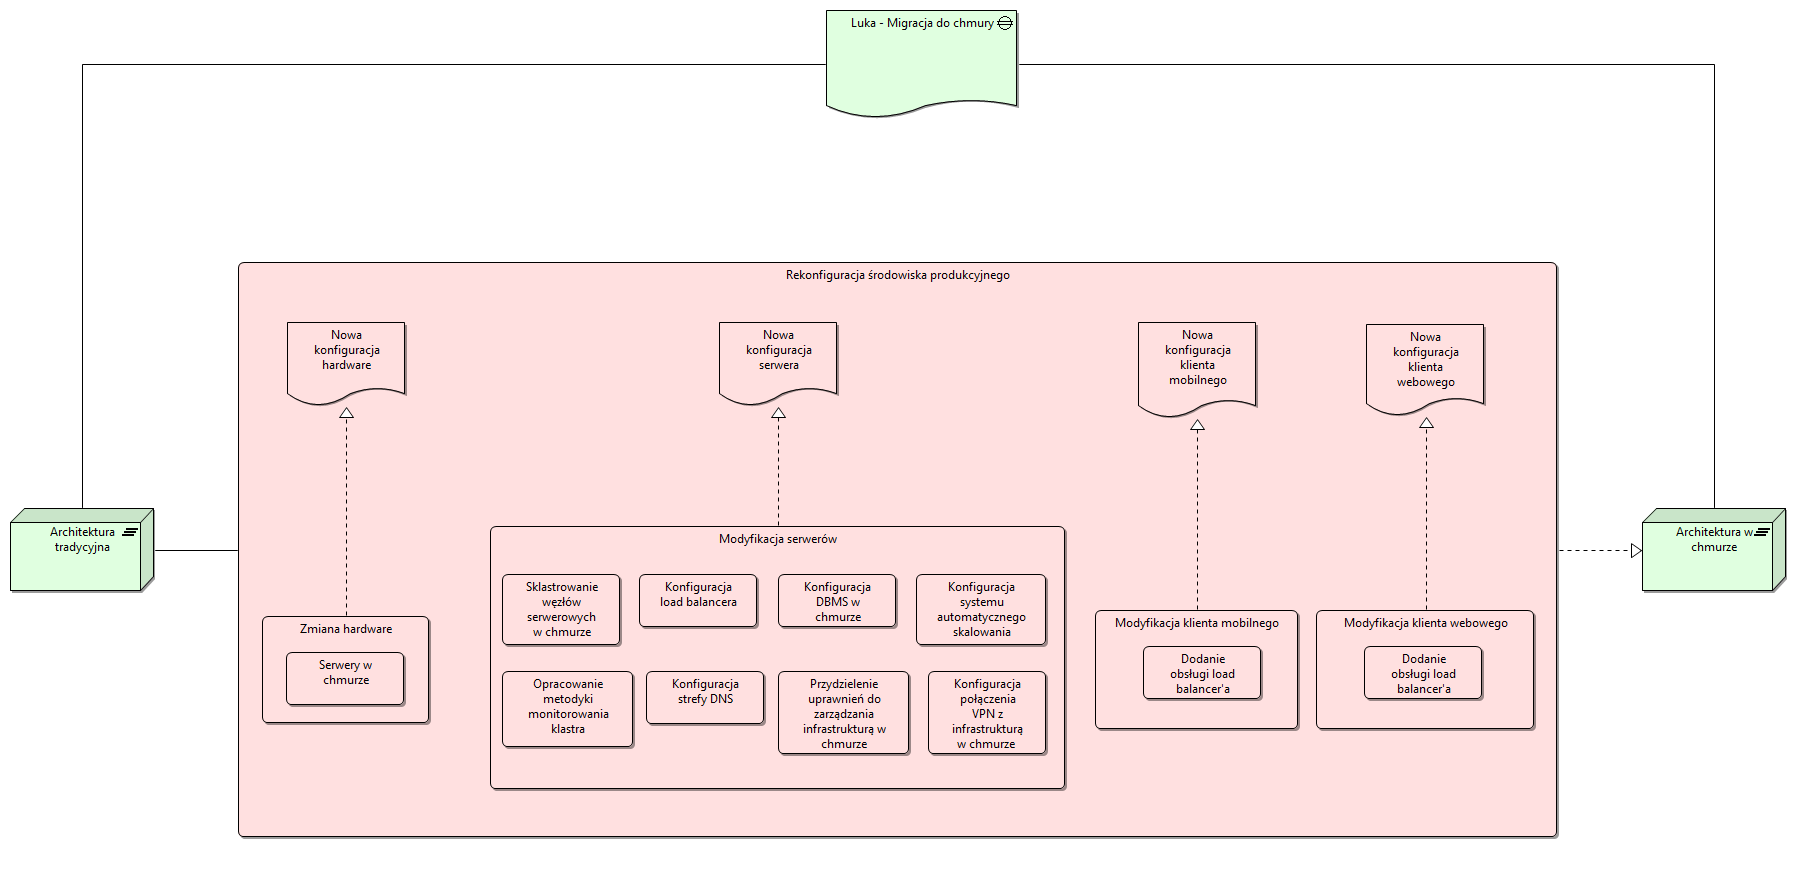 Luka - Migracja do chmury
Rekonfiguracja środowiska produkcyjnego
Nowa
konfiguracja
hardware
Nowa
konfiguracja
serwera
Nowa
konfiguracja
klienta
mobilnego
Nowa
konfiguracja
klienta
webowego
Architektura
tradycyjna
Architektura w
chmurze
Zmiana hardware
Serwery w
chmurze
Modyfikacja serwerów
Sklastrowanie
węzłów
serwerowych
w chmurze
Konfiguracja
load balancera
Konfiguracja
DBMS w
chmurze
Konfiguracja
systemu
automatycznego
skalowania
Opracowanie
metodyki
monitorowania
klastra
Konfiguracja
strefy DNS
Przydzielenie
uprawnień do
zarządzania
infrastrukturą w
chmurze
Konfiguracja
połączenia
VPN z
infrastrukturą
w chmurze
Modyfikacja klienta mobilnego
Dodanie
obsługi load
balancer'a
Modyfikacja klienta webowego
Dodanie
obsługi load
balancer'a